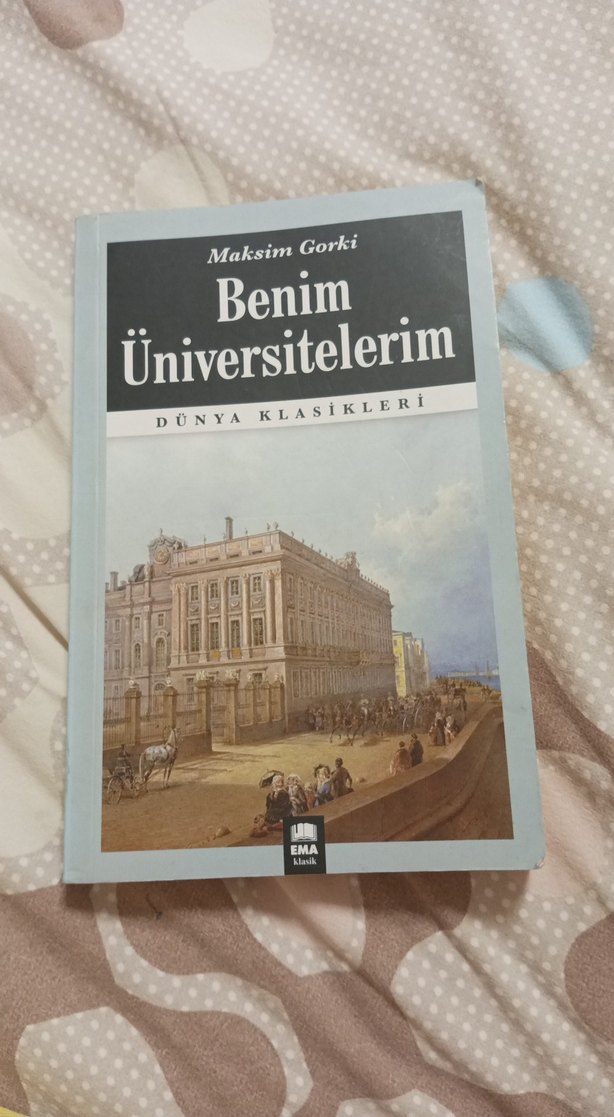 Maksim Gorki
Benim
Üniversitelerim
DÜNYA KLASİKLERİ
EMA
klasik